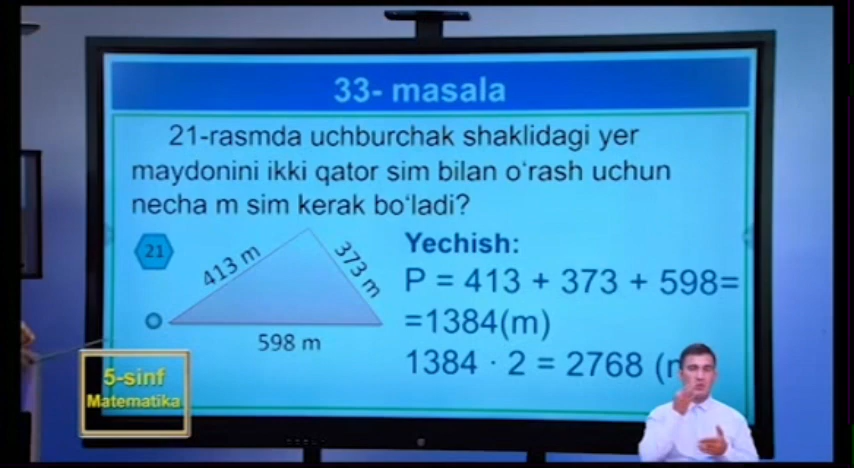 33- masala
21-rasmda uchburchak shaklidagi yer
maydonini ikki qator sim bilan o‘rash uchun
necha m sim kerak bo‘ladi?
21
413 m
373 m
598 m
Yechish:
P = 413 + 373 + 598=
=1384(m)
1384 · 2 = 2768 (
5-sinf
Matematika